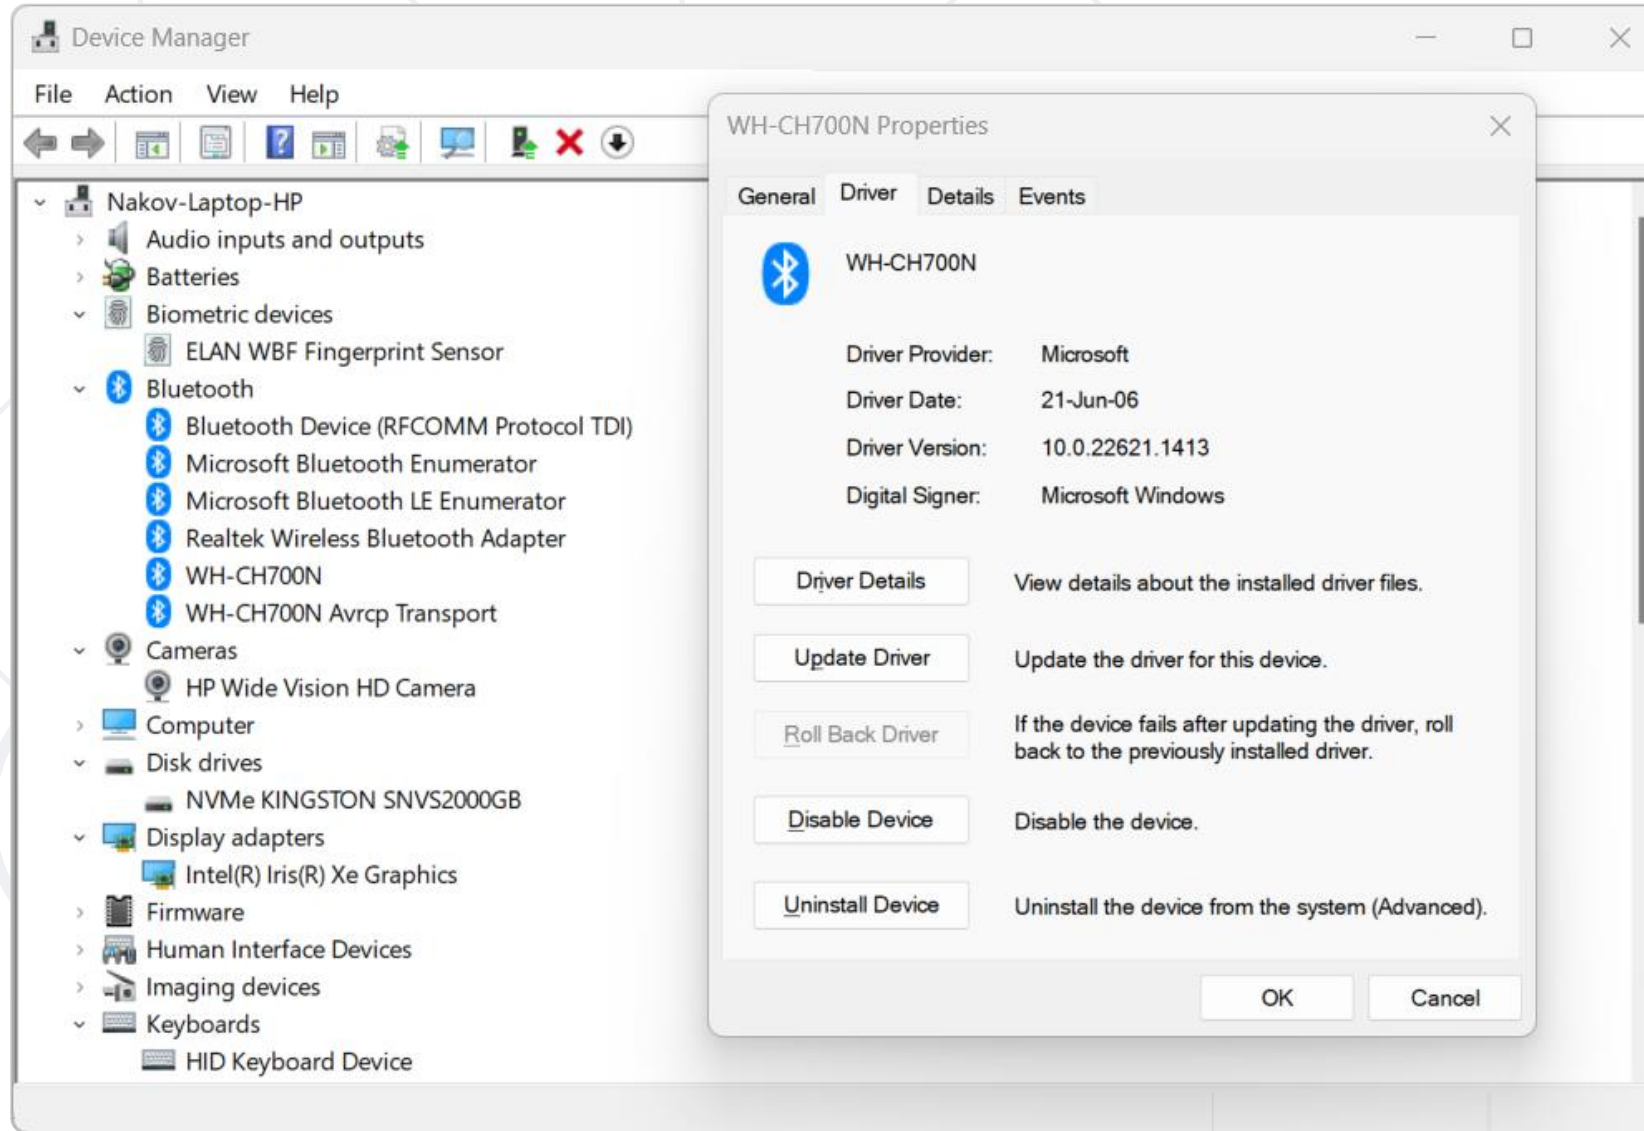 Device Manager
File Action View Help
Nakov-Laptop-HP
Audio inputs and outputs
Batteries
Biometric devices
ELAN WBF Fingerprint Sensor
Bluetooth
Bluetooth Device (RFCOMM Protocol TDI)
Microsoft Bluetooth Enumerator
Microsoft Bluetooth LE Enumerator
Realtek Wireless Bluetooth Adapter
WH-CH700N
WH-CH700N Avrcp Transport
Cameras
HP Wide Vision HD Camera
Computer
Disk drives
NVMe KINGSTON SNVS2000GB
Display adapters
Intel(R) Iris(R) Xe Graphics
Firmware
Human Interface Devices
Imaging devices
Keyboards
HID Keyboard Device
WH-CH700N Properties
General Driver Details Events
WH-CH700N
Driver Provider: Microsoft
Driver Date: 21-Jun-06
Driver Version: 10.0.22621.1413
Digital Signer: Microsoft Windows
Driver Details View details about the installed driver files.
Update Driver Update the driver for this device.
Roll Back Driver If the device fails after updating the driver, roll
back to the previously installed driver.
Disable Device Disable the device.
Uninstall Device Uninstall the device from the system (Advanced).
OK Cancel